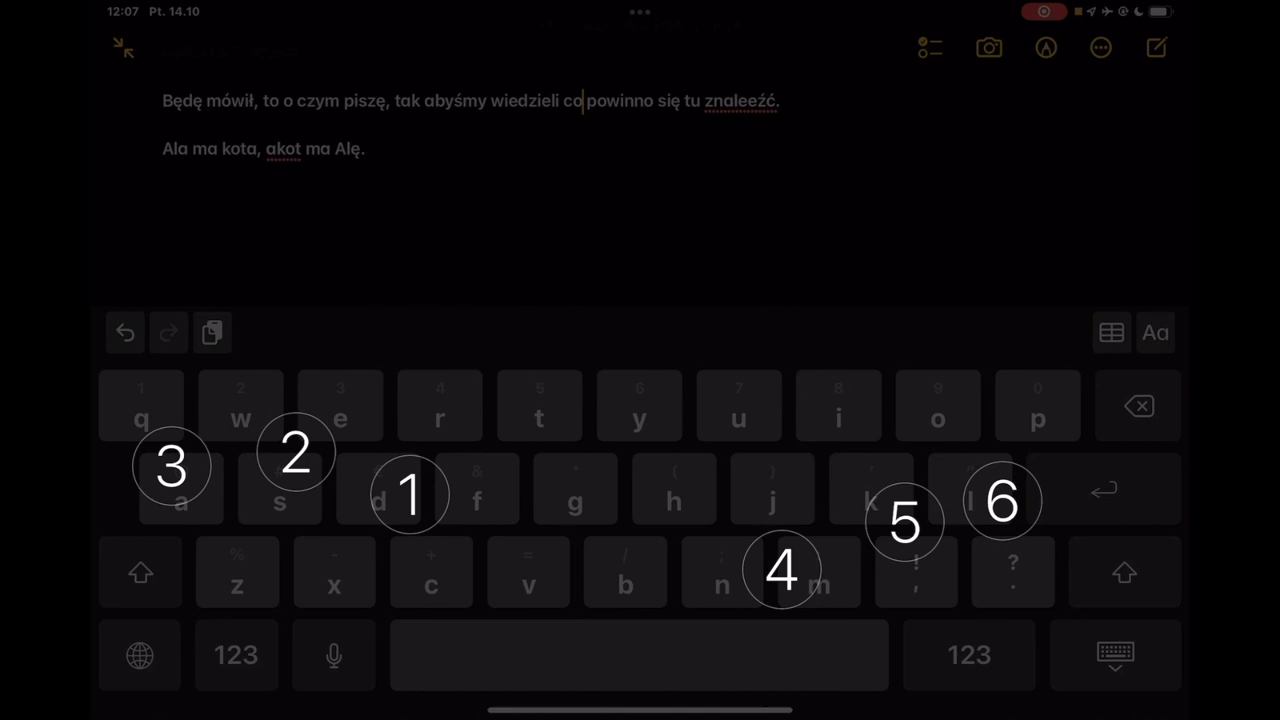 12:07 Pt. 14.10
Będę mówił, to o czym piszę, tak abyśmy wiedzieli co powinno się tu znaleeźć.
Ala ma kota, akot ma Alę.
Aa
1 2 3 4 5 6 7 8 9 0
q w e r t y u i o p
3 2 1 4 5 6
& * ( ) ' "
a s d f g h j k l
% - + = / ; ! ?
z x c v b n m , .
123 123